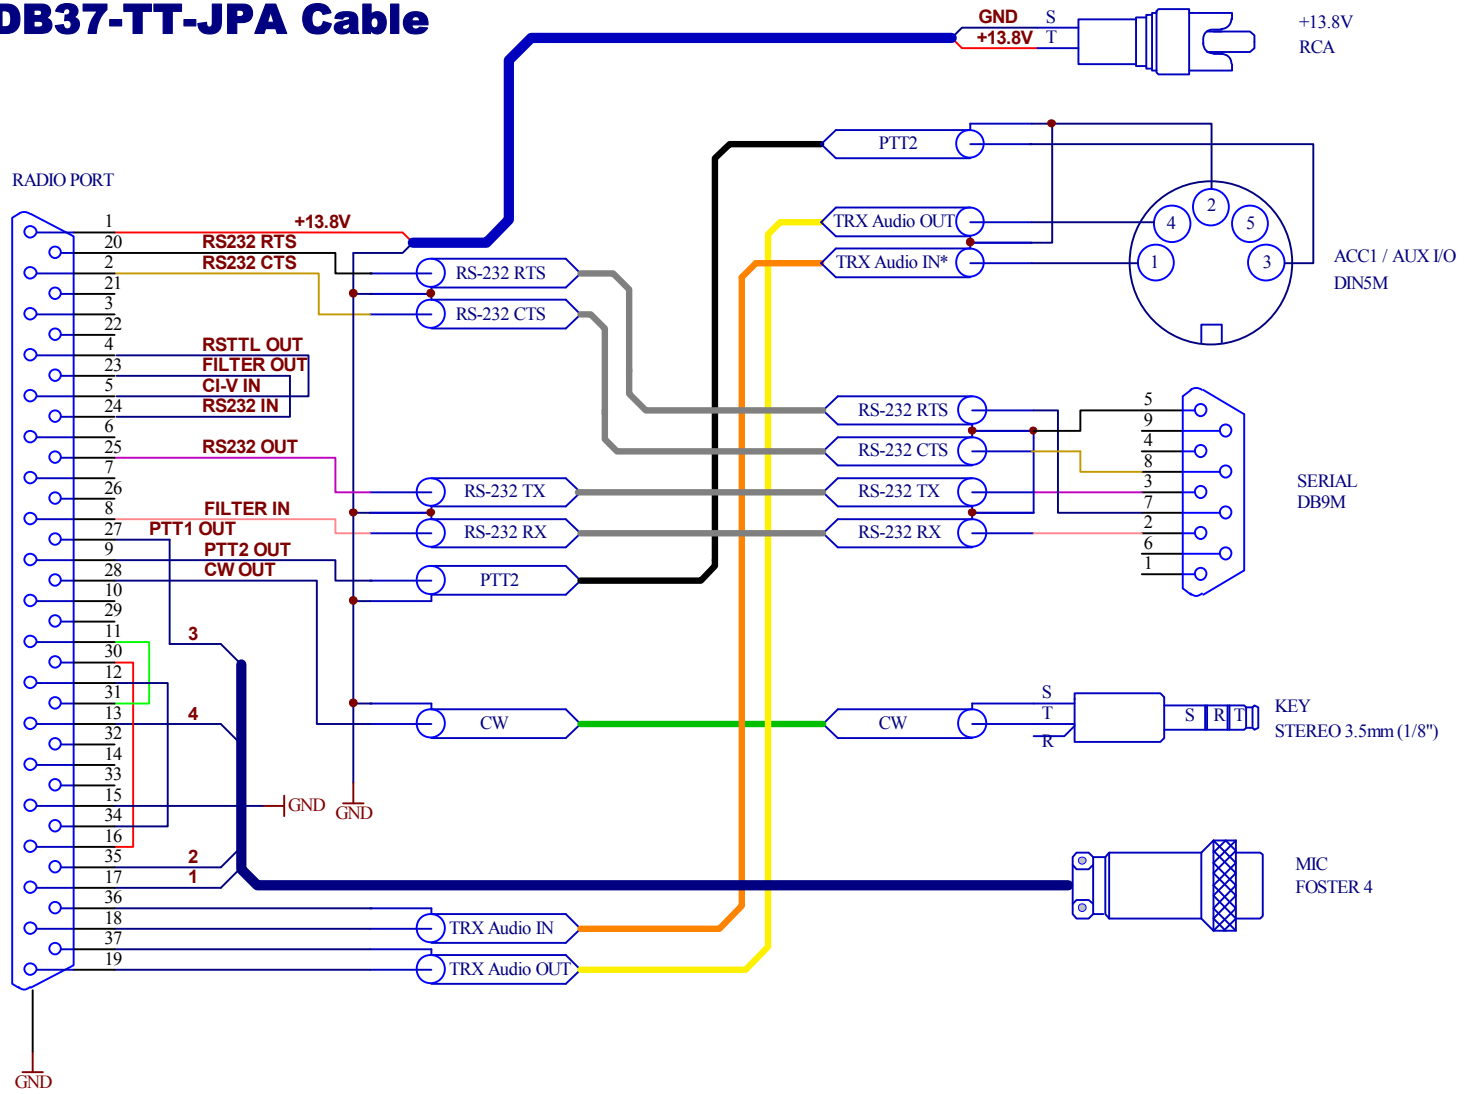 DB37-TT-JPA Cable
GND S
+13.8V T
+13.8V
RCA
PTT2
RADIO PORT
TRX Audio OUT
TRX Audio IN*
4
2
5
1
3
ACC1 / AUX I/O
DIN5M
1 +13.8V
20 RS232 RTS
2 RS232 CTS
21
3
22
4 RSTTL OUT
23 FILTER OUT
5 CI-V IN
24 RS232 IN
6
25 RS232 OUT
7
26
8 FILTER IN
27 PTT1 OUT
9 PTT2 OUT
28 CW OUT
10
29
11
30
12
31
13
32
14
33
15
34
16
35
17
36
18
37
19
3
4
2
1
RS-232 RTS
RS-232 CTS
RS-232 TX
RS-232 RX
PTT2
CW
TRX Audio IN
TRX Audio OUT
GND
GND
GND
RS-232 RTS
RS-232 CTS
RS-232 TX
RS-232 RX
5
9
4
8
3
7
2
6
1
SERIAL
DB9M
CW
S
T
R
S R T
KEY
STEREO 3.5mm (1/8")
MIC
FOSTER 4